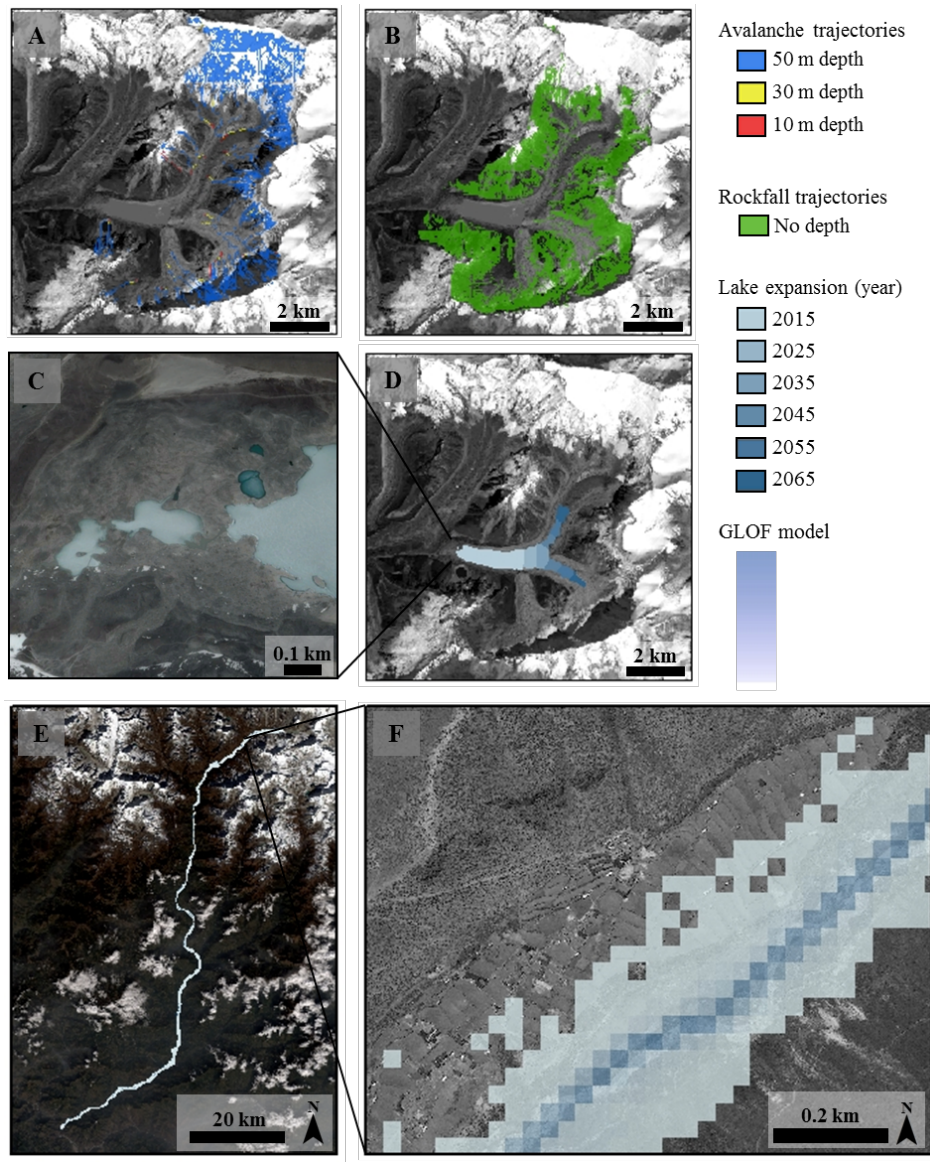 A
B
2 km
2 km
Avalanche trajectories
50 m depth
30 m depth
10 m depth
Rockfall trajectories
No depth
Lake expansion (year)
2015
2025
2035
2045
2055
2065
GLOF model
C
D
0.1 km
2 km
E
F
20 km
N
0.2 km
N